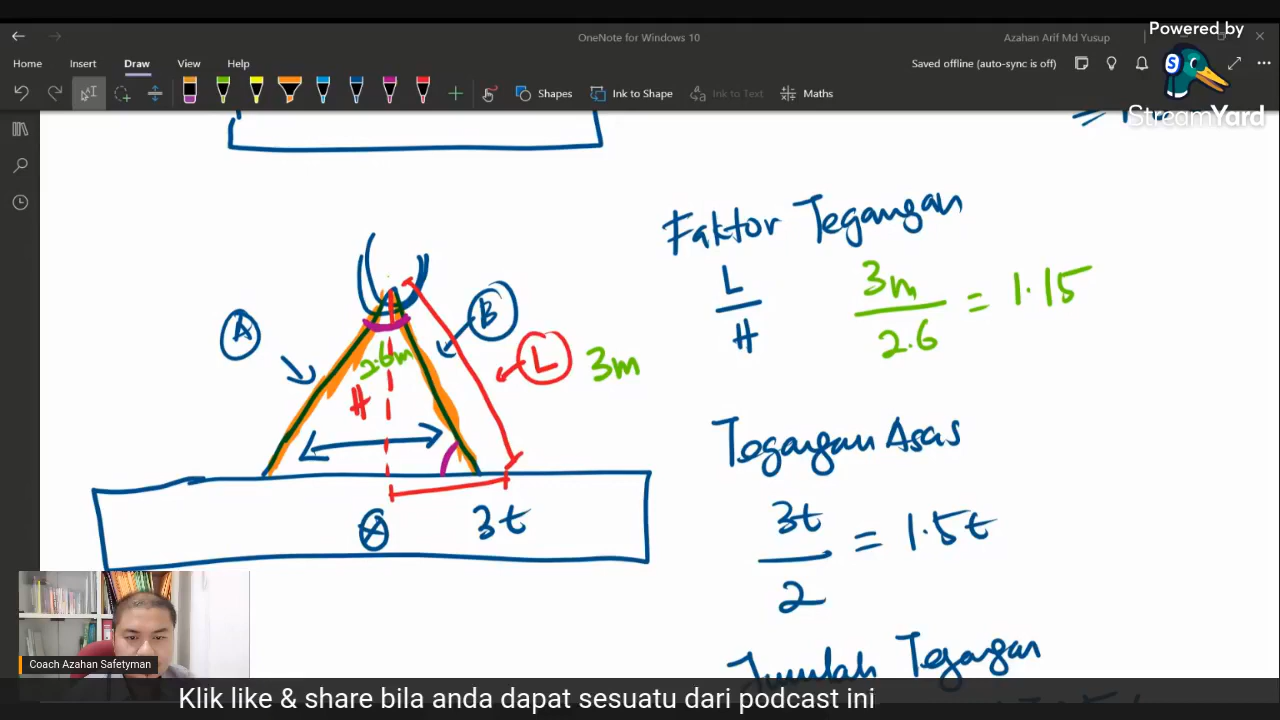 Powered by
OneNote for Windows 10
Azahan Arif Md Yusup
StreamYard
Home Insert Draw View Help
Saved offline (auto-sync is off)
Shapes Ink to Shape Ink to Text Maths
Faktor Tegangan
L
H
3m
2.6
= 1.15
A
B
2.6m
H
L
3m
Tegangan Asas
3t
2
= 1.5t
3t
Jumlah Tegangan
Coach Azahan Safetyman
Klik like & share bila anda dapat sesuatu dari podcast ini